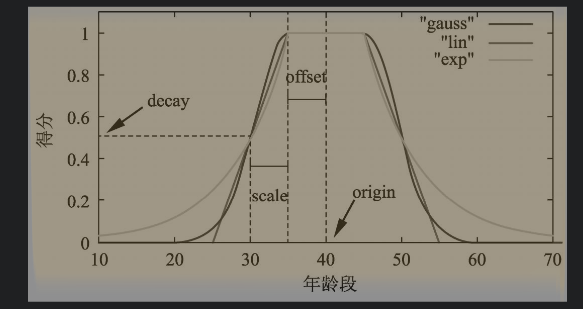 "gauss"
"lin"
"exp"
1
0.8
0.6
0.4
0.2
0
得分
decay
offset
scale
origin
10 20 30 40 50 60 70
年龄段